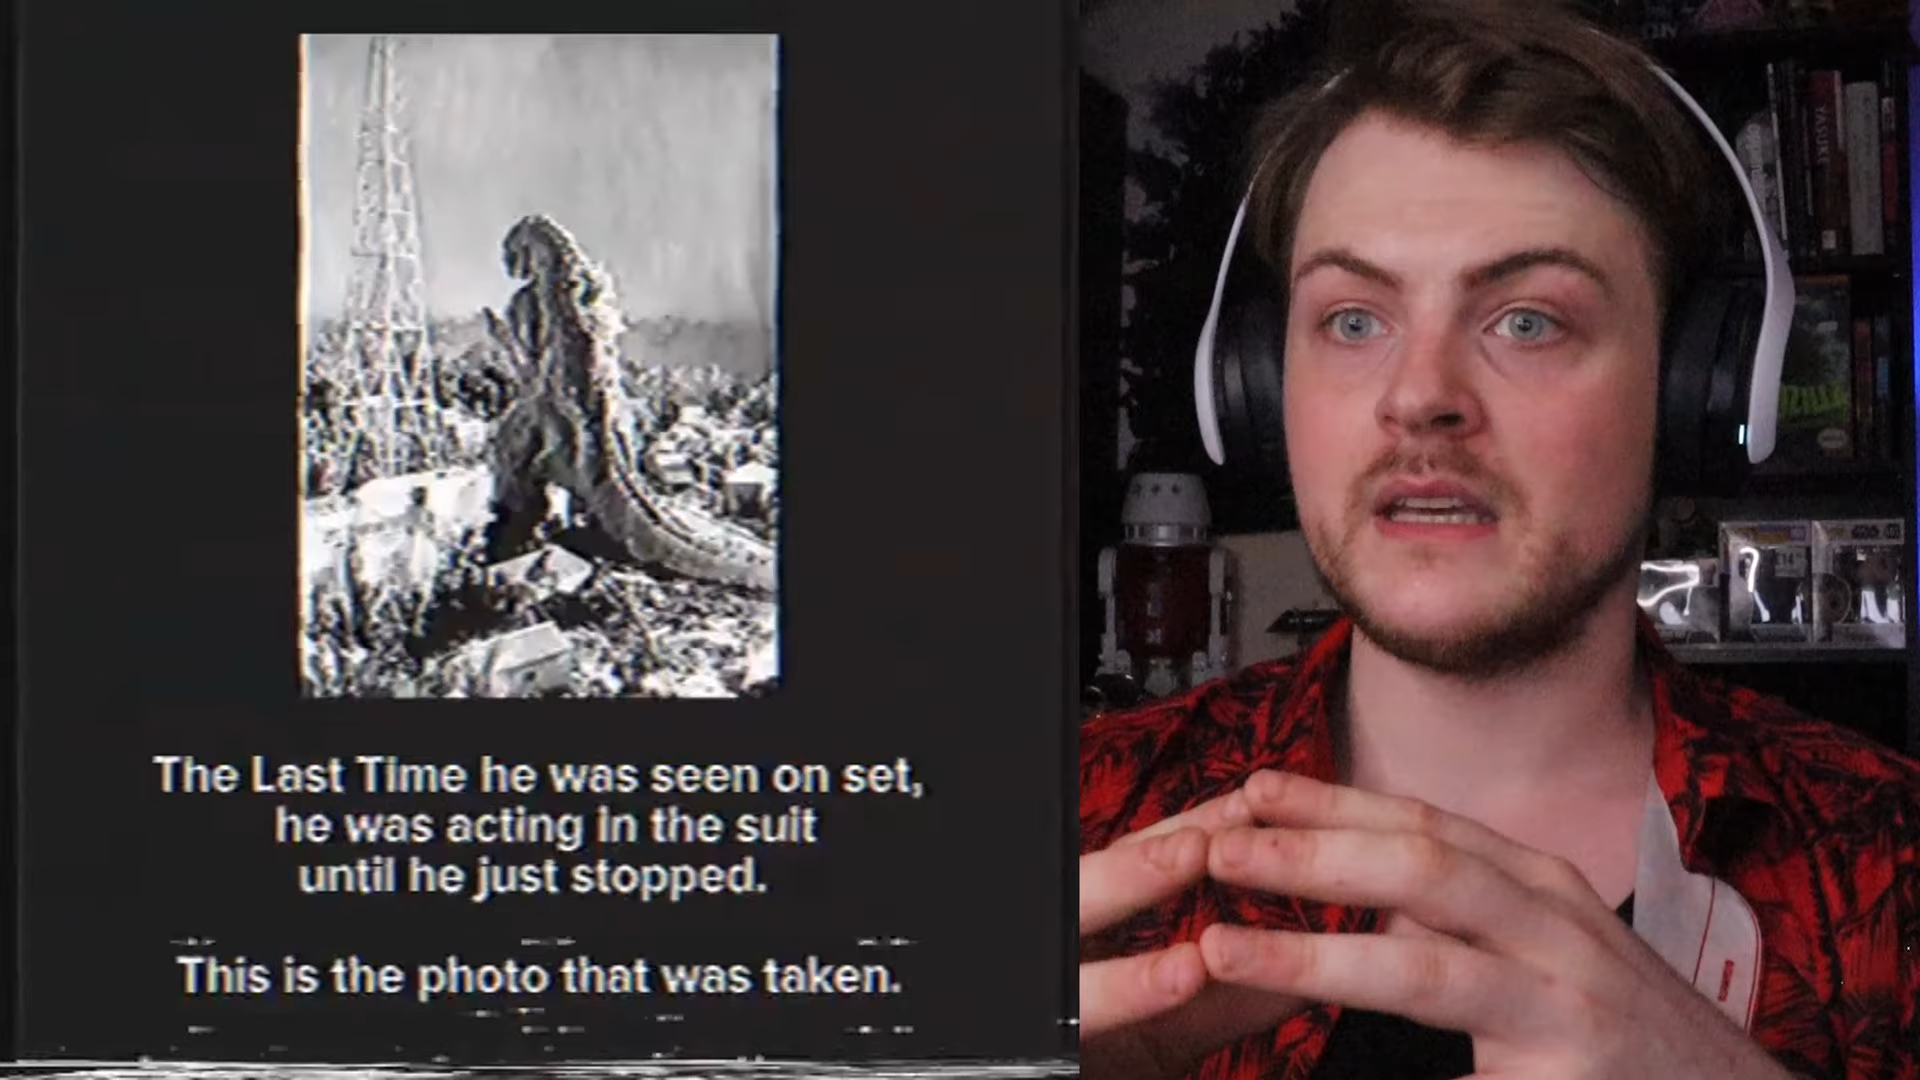 The Last Time he was seen on set,
he was acting in the suit
until he just stopped.
This is the photo that was taken.
YASUKE